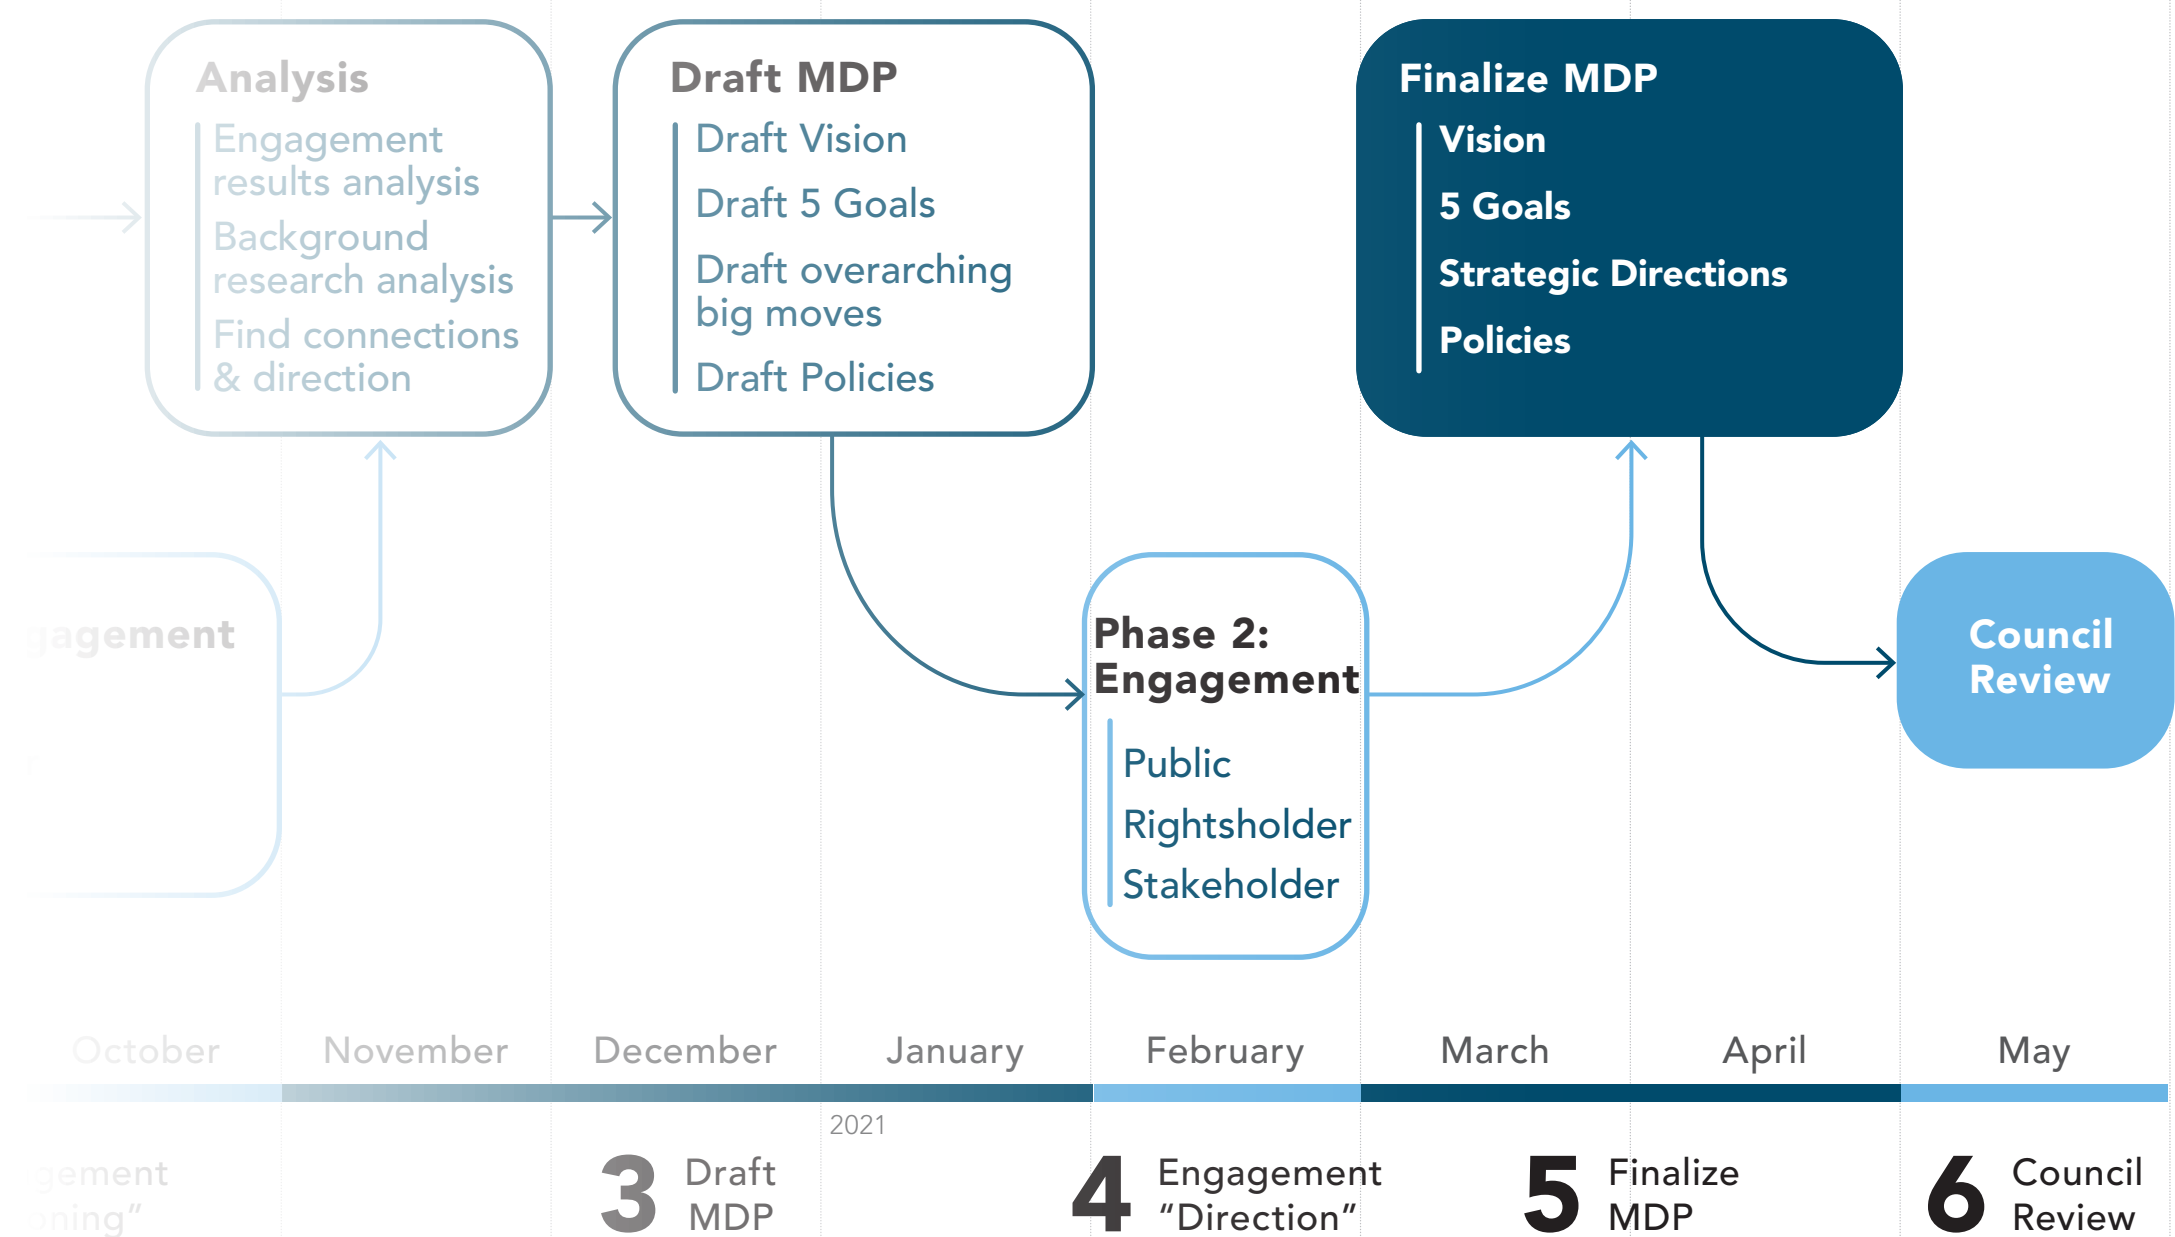 Analysis
Engagement
results analysis
Background
research analysis
Find connections
& direction
Draft MDP
Draft Vision
Draft 5 Goals
Draft overarching
big moves
Draft Policies
Finalize MDP
Vision
5 Goals
Strategic Directions
Policies
gagement
Phase 2:
Engagement
Public
Rightsholder
Stakeholder
Council
Review
October November December January February March April May
2021
gement
oning”
3 Draft
MDP
4 Engagement
“Direction”
5 Finalize
MDP
6 Council
Review